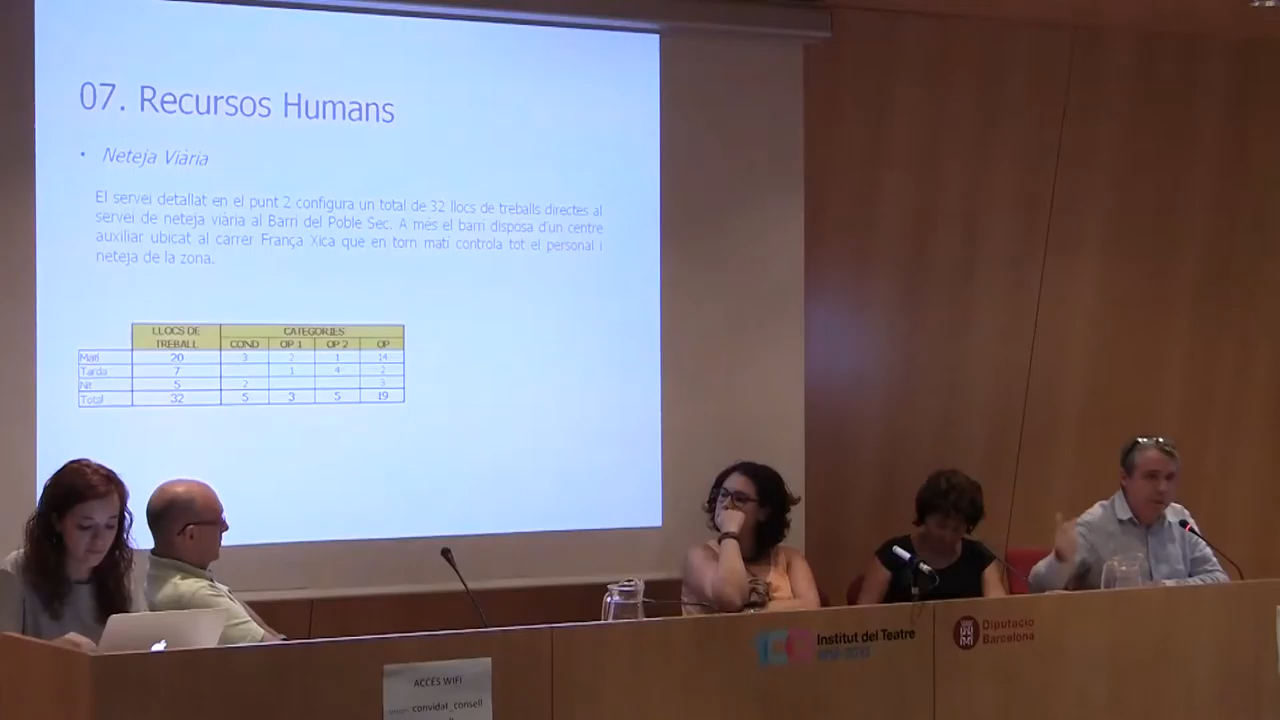 07. Recursos Humans
• Neteja Viària
El servei detallat en el punt 2 configura un total de 32 llocs de treballs directes al
servei de neteja viària al Barri del Poble Sec. A més el barri disposa d'un centre
auxiliar ubicat al carrer França Xica que en torn matí controla tot el personal i
neteja de la zona.
LLOCS DE TREBALL CATEGORIES
COND OP 1 OP 2 OP
Matí 20 3 2 1 14
Tarda 7 1 4 2
Nit 5 2 3
Total 32 5 3 5 19
Institut del Teatre
Diputació
Barcelona
ACCÉS WIFI
convidat_consell